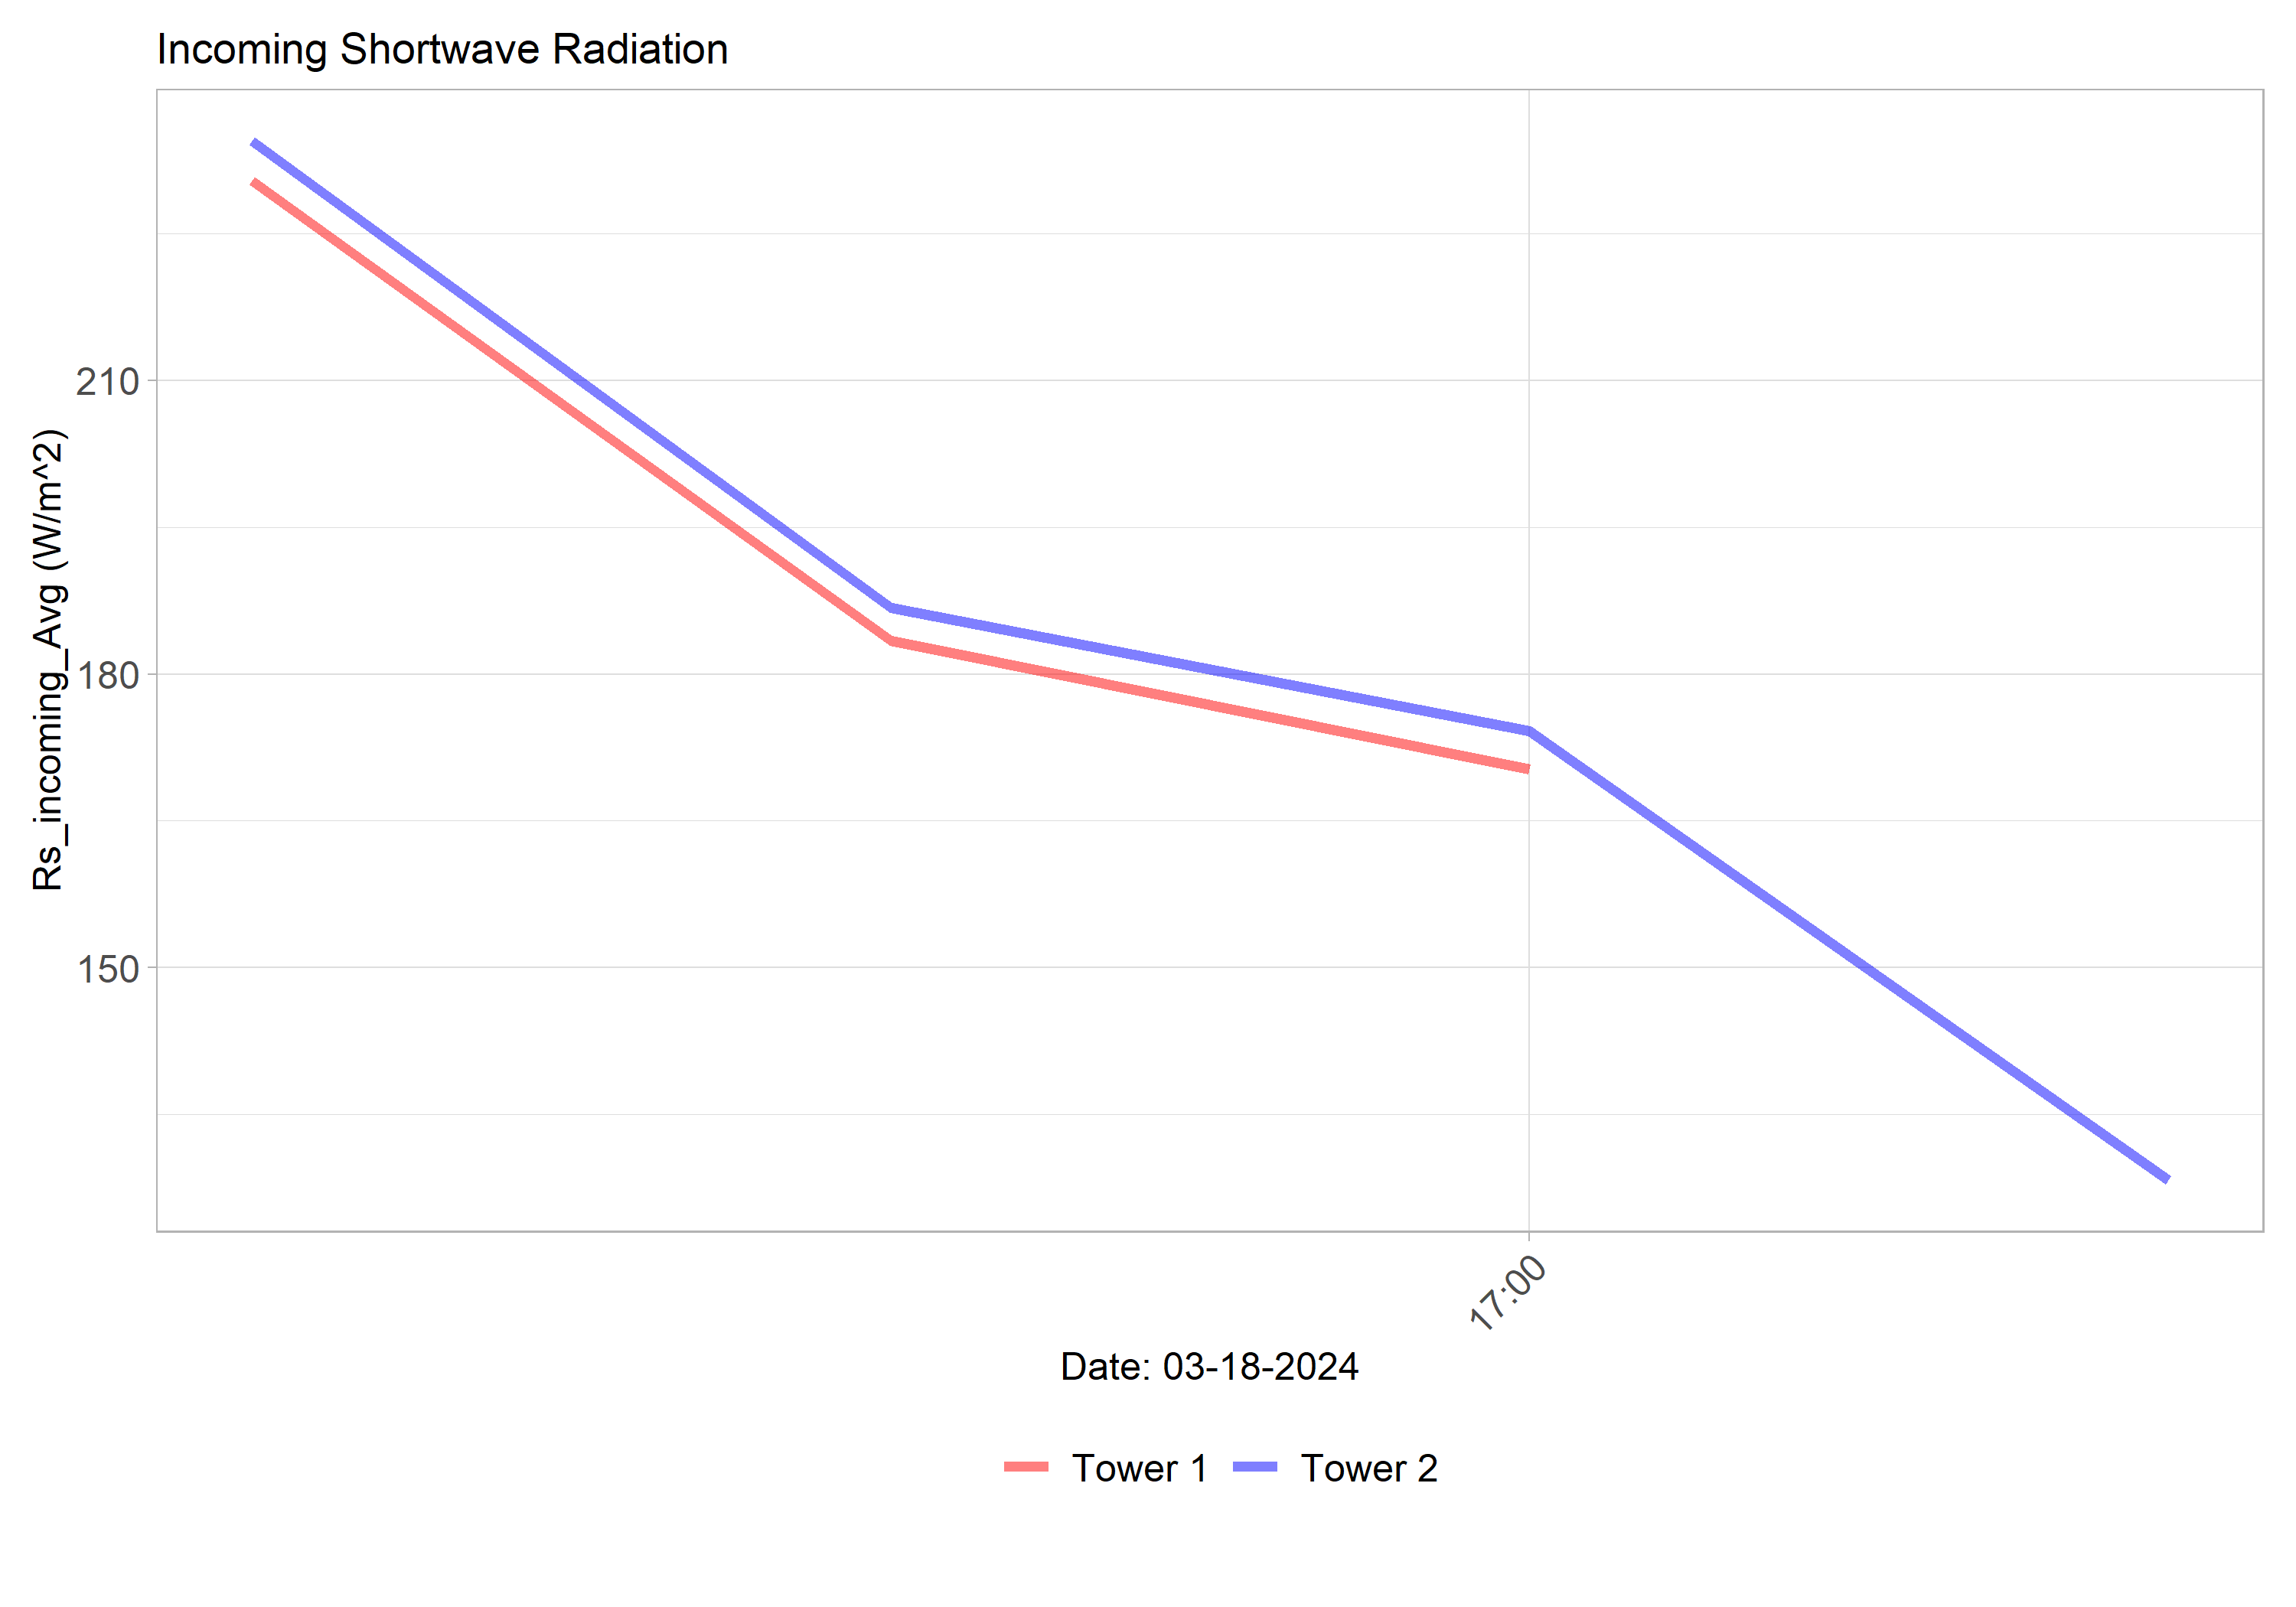 Incoming Shortwave Radiation
Rs_incoming_Avg (W/m^2)
210
180
150
17:00
Date: 03-18-2024
Tower 1
Tower 2